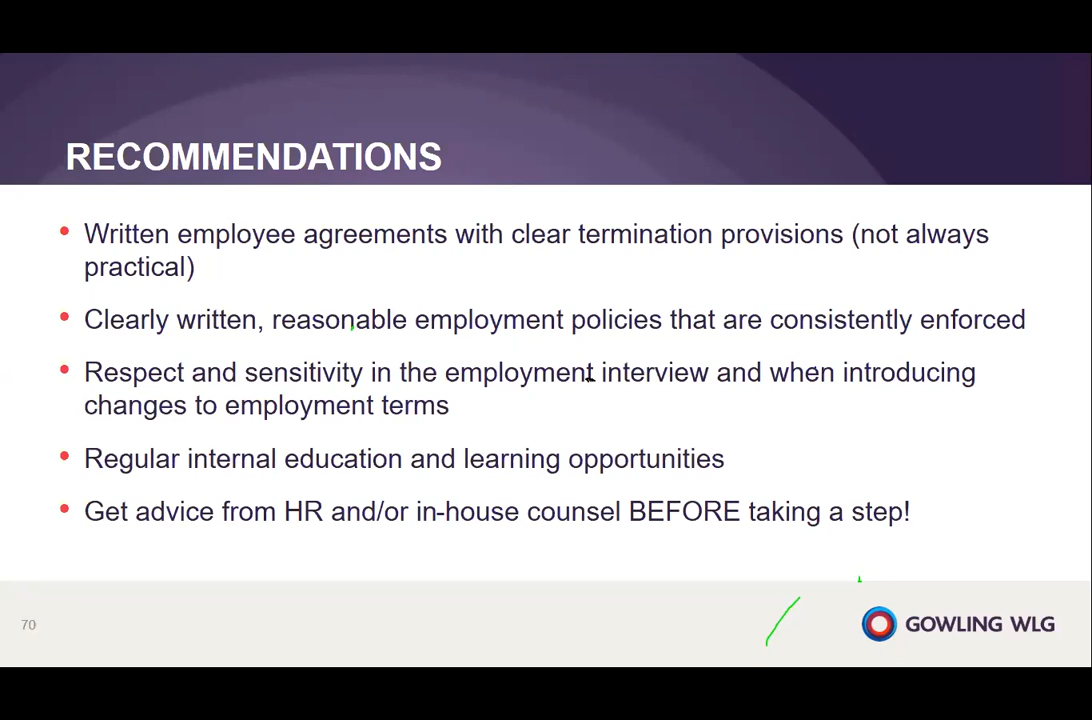 RECOMMENDATIONS
• Written employee agreements with clear termination provisions (not always
practical)
• Clearly written, reasonable employment policies that are consistently enforced
• Respect and sensitivity in the employment interview and when introducing
changes to employment terms
• Regular internal education and learning opportunities
• Get advice from HR and/or in-house counsel BEFORE taking a step!
70
GOWLING WLG